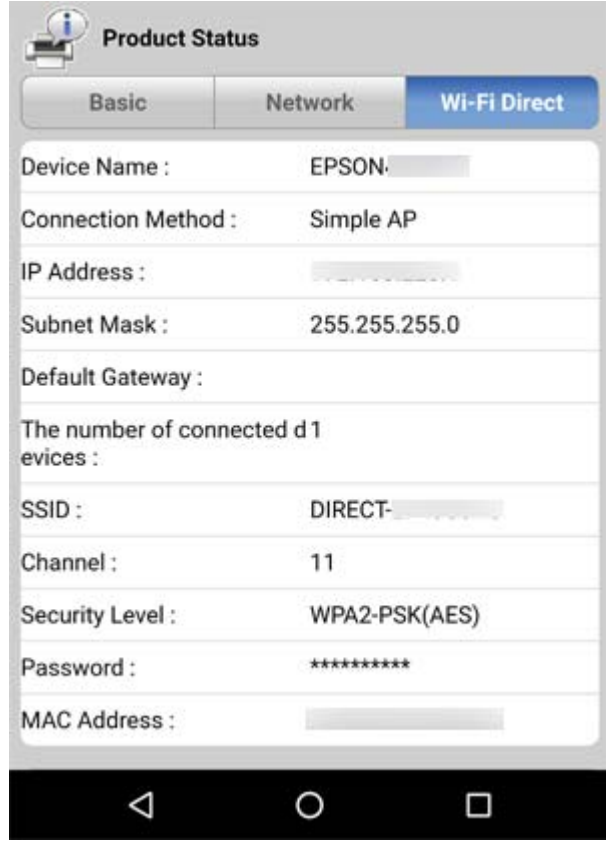 Product Status
Basic Network Wi-Fi Direct
Device Name : EPSON
Connection Method : Simple AP
IP Address :
Subnet Mask : 255.255.255.0
Default Gateway :
The number of connected d 1
evices :
SSID : DIRECT-
Channel : 11
Security Level : WPA2-PSK(AES)
Password : **********
MAC Address :